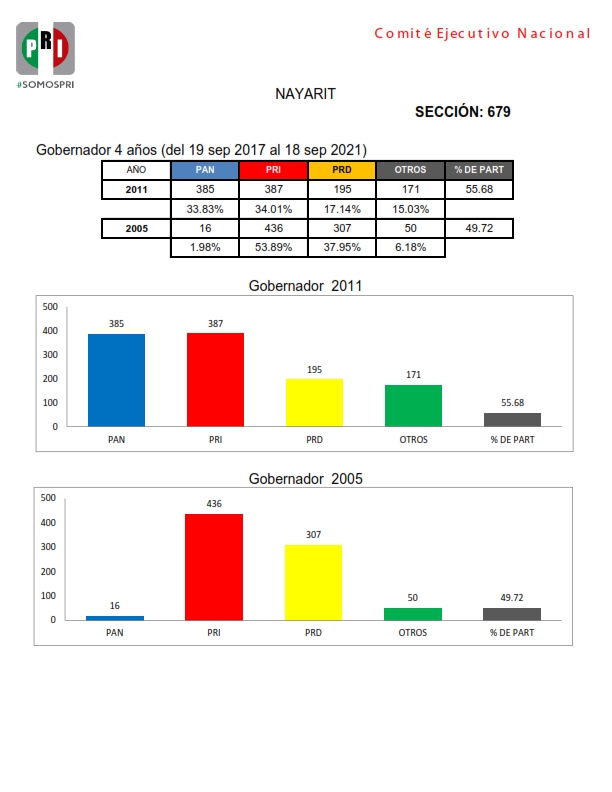 Comité Ejecutivo Nacional
PRI
#SOMOSPRI
NAYARIT
SECCIÓN: 679
Gobernador 4 años (del 19 sep 2017 al 18 sep 2021)
AÑO PAN PRI PRD OTROS % DE PART
2011 385 387 195 171 55.68
33.83% 34.01% 17.14% 15.03%
2005 16 436 307 50 49.72
1.98% 53.89% 37.95% 6.18%
Gobernador 2011
500
400
300
200
100
0
385 387 195 171 55.68
PAN PRI PRD OTROS % DE PART
Gobernador 2005
500
400
300
200
100
0
16 436 307 50 49.72
PAN PRI PRD OTROS % DE PART